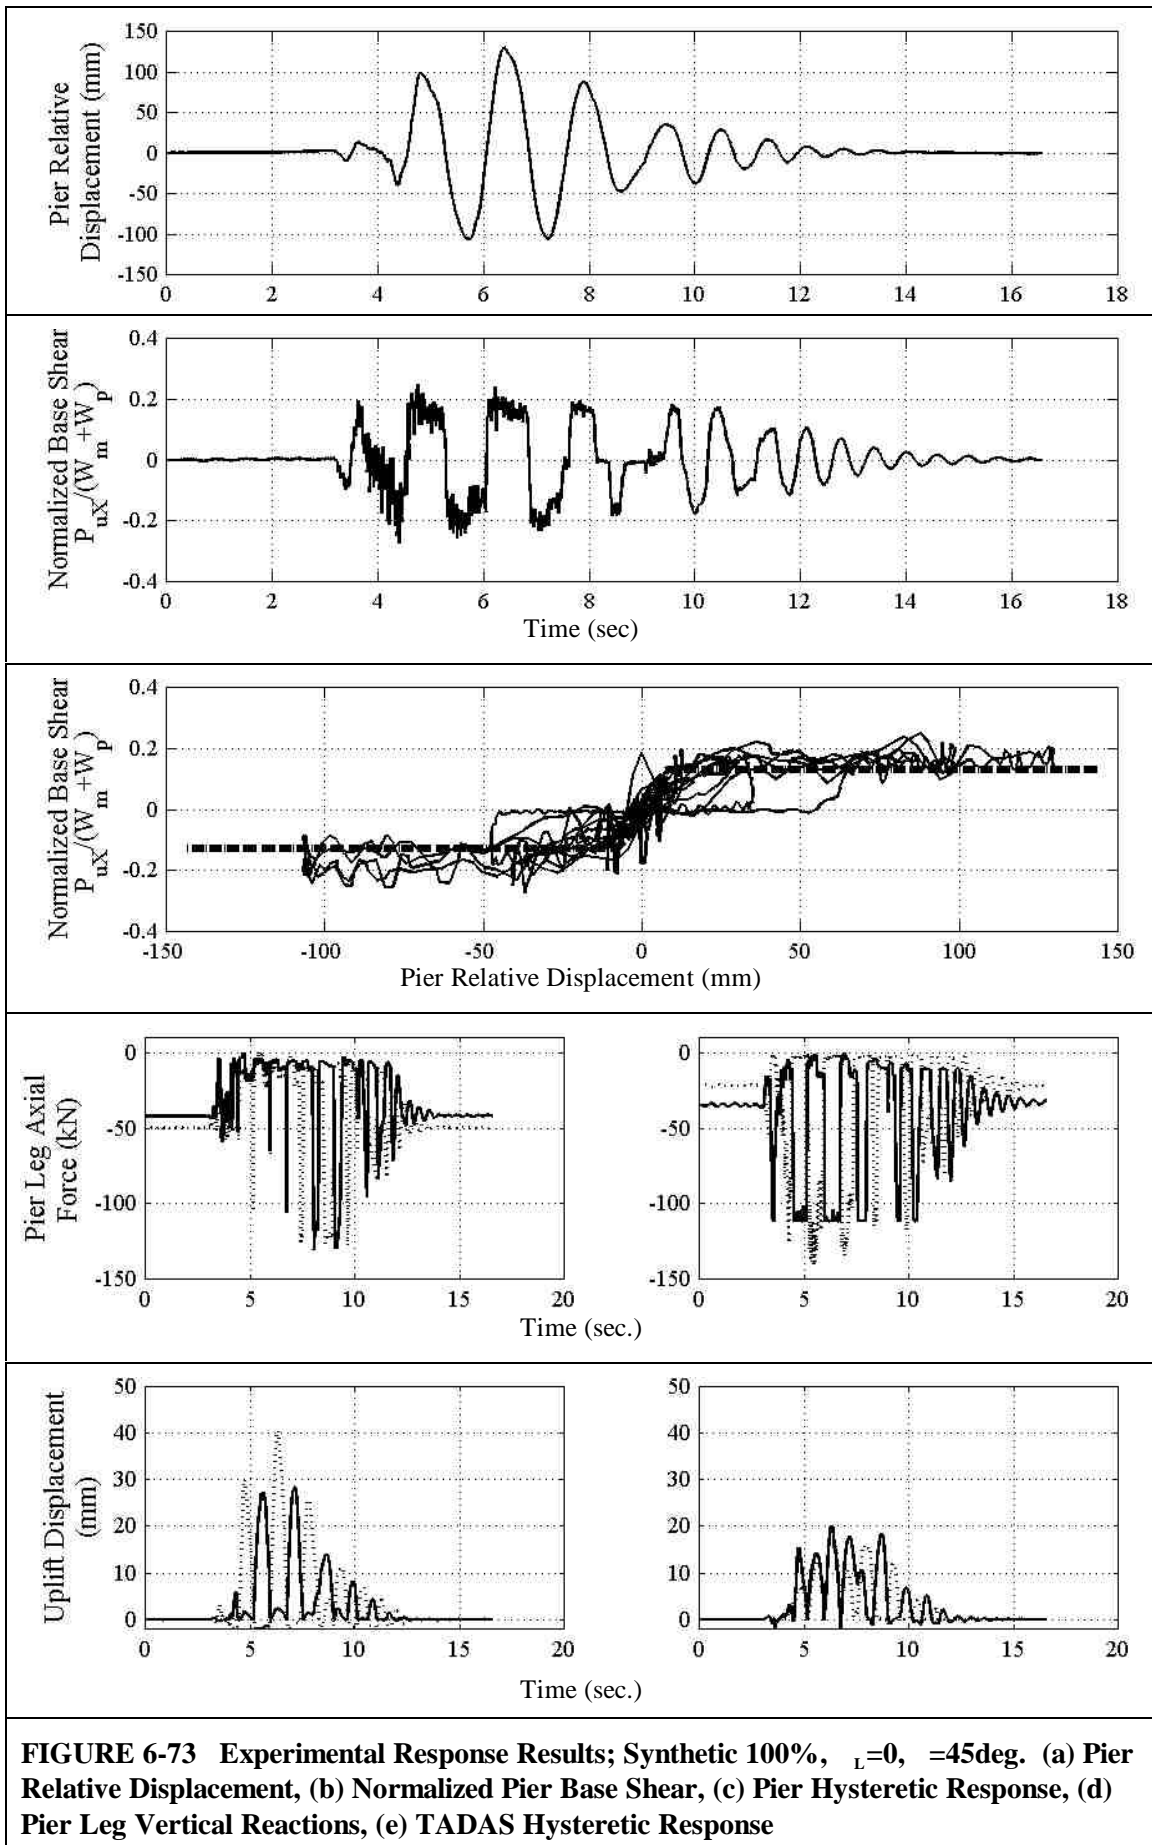 Pier Relative
Displacement (mm)
150
100
50
0
-50
-100
-150
0 2 4 6 8 10 12 14 16 18
Normalized Base Shear
P_uX/(W_m+W_p)
0.4
0.2
0
-0.2
-0.4
0 2 4 6 8 10 12 14 16 18
Time (sec)
Normalized Base Shear
P_uX/(W_m+W_p)
0.4
0.2
0
-0.2
-0.4
-150 -100 -50 0 50 100 150
Pier Relative Displacement (mm)
Pier Leg Axial
Force (kN)
0
-50
-100
-150
0 5 10 15 20
0
-50
-100
-150
0 5 10 15 20
Time (sec.)
Uplift Displacement
(mm)
50
40
30
20
10
0
0 5 10 15 20
50
40
30
20
10
0
0 5 10 15 20
Time (sec.)
FIGURE 6-73 Experimental Response Results; Synthetic 100%, L=0, =45deg. (a) Pier
Relative Displacement, (b) Normalized Pier Base Shear, (c) Pier Hysteretic Response, (d)
Pier Leg Vertical Reactions, (e) TADAS Hysteretic Response